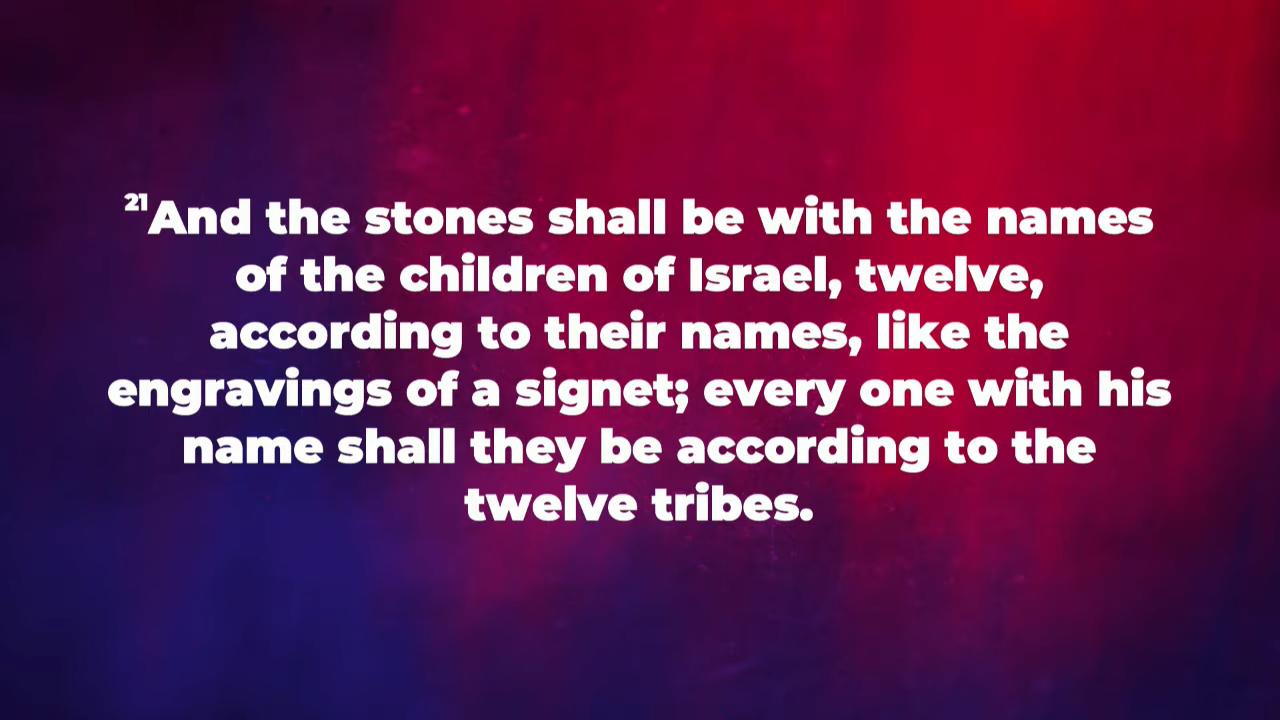 21And the stones shall be with the names
of the children of Israel, twelve,
according to their names, like the
engravings of a signet; every one with his
name shall they be according to the
twelve tribes.